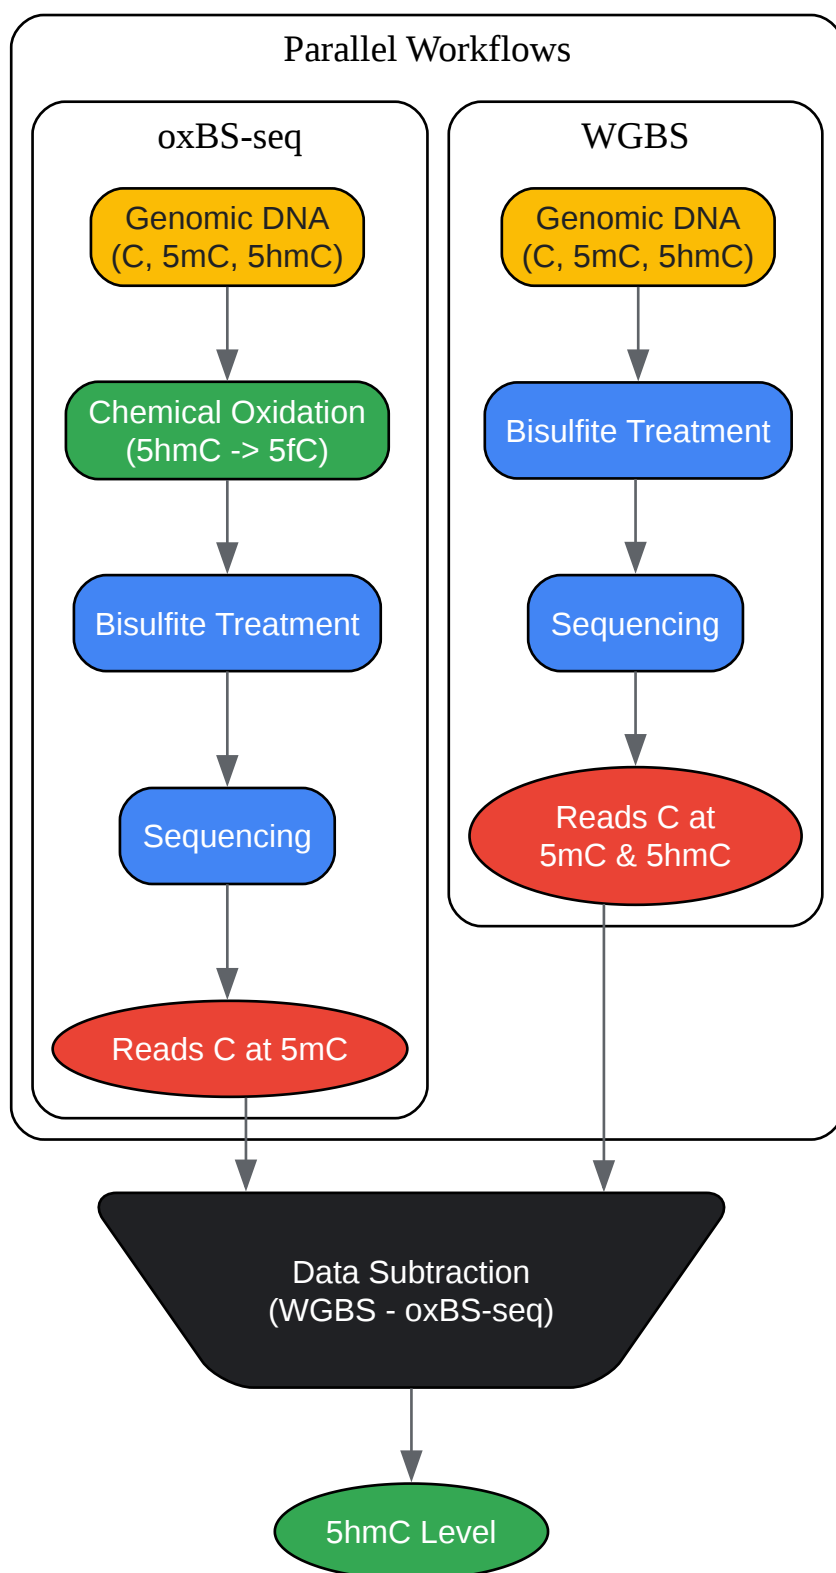 Parallel Workflows
oxBS-seq
Genomic DNA
(C, 5mC, 5hmC)
Chemical Oxidation
(5hmC -> 5fC)
Bisulfite Treatment
Sequencing
Reads C at 5mC
WGBS
Genomic DNA
(C, 5mC, 5hmC)
Bisulfite Treatment
Sequencing
Reads C at
5mC & 5hmC
Data Subtraction
(WGBS - oxBS-seq)
5hmC Level